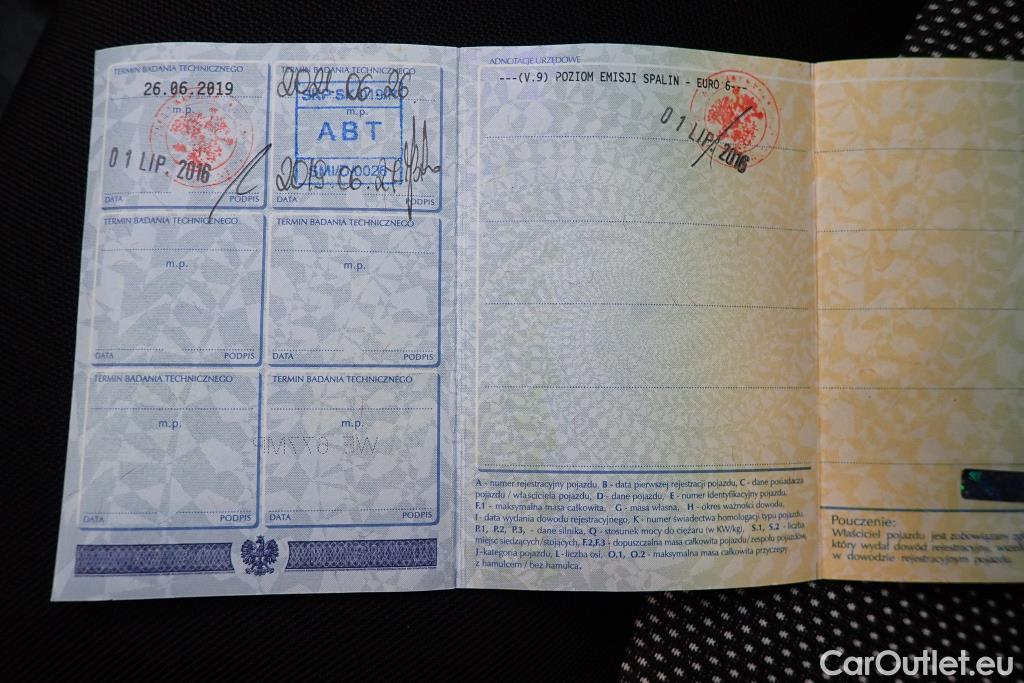 TERMIN BADANIA TECHNICZNEGO
26.06.2019
m.p.
01 LIP. 2016
DATA PODPIS
TERMIN BADANIA TECHNICZNEGO
2021 06.26
m.p.
ABT
2019 06.2
DATA PODPIS
TERMIN BADANIA TECHNICZNEGO
m.p.
DATA PODPIS
TERMIN BADANIA TECHNICZNEGO
m.p.
DATA PODPIS
TERMIN BADANIA TECHNICZNEGO
m.p.
DATA PODPIS
TERMIN BADANIA TECHNICZNEGO
m.p.
DATA PODPIS
ADNOTACJE URZĘDOWE
---(V.9) POZIOM EMISJI SPALIN - EURO 6---
01 LIP. 2016
A - numer rejestracyjny pojazdu, B - data pierwszej rejestracji pojazdu, C - dane posiadacza
pojazdu / właściciela pojazdu, D - dane pojazdu, E - numer identyfikacyjny pojazdu,
F.1 - maksymalna masa całkowita, G - masa własna, H - okres ważności dowodu,
I - data wydania dowodu rejestracyjnego, K - numer świadectwa homologacji typu pojazdu,
P.1, P.2, P.3, - dane silnika, Q - stosunek mocy do ciężaru (w KW/kg), S.1, S.2 - liczba
miejsc siedzących/stojących, F.2,F.3 - dopuszczalna masa całkowita pojazdu/zespołu pojazdów,
J-kategoria pojazdu, L - liczba osi, O.1, O.2 - maksymalna masa całkowita przyczepy
z hamulcem / bez hamulca.
Pouczenie:
Właściciel pojazdu jest zobowiązany
który wydał dowód rejestracyjny,
w dowodzie rejestracyjnym pojazdu.
CarOutlet.eu